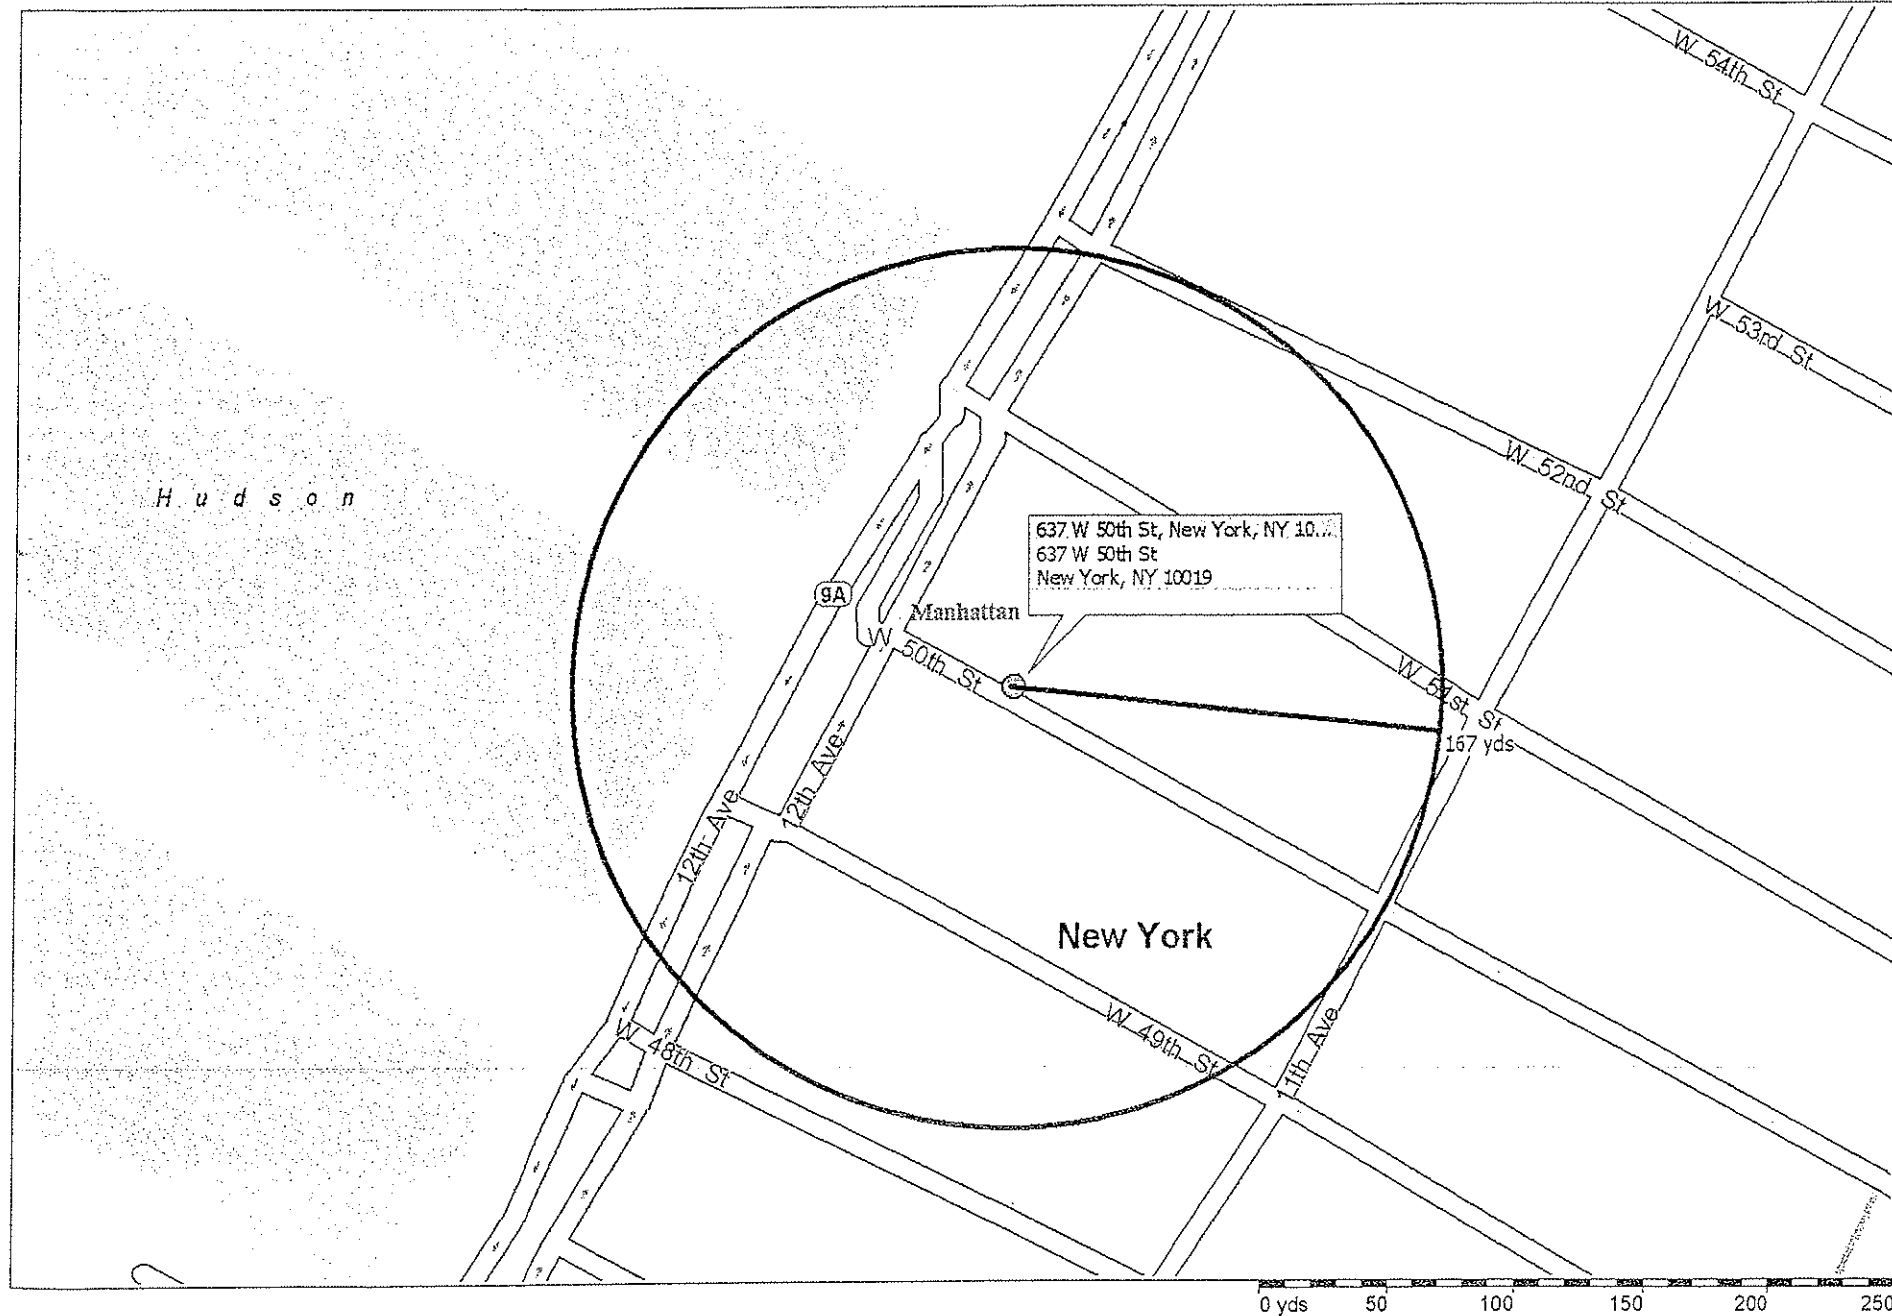 W 54th St
W 53rd St
W 52nd St
Hudson
637 W 50th St, New York, NY 10...
637 W 50th St
New York, NY 10019
9A
Manhattan
W 50th St
W 51st St
167 yds
12th Ave
12th Ave
New York
W 49th St
11th Ave
W 48th St
0 yds 50 100 150 200 250